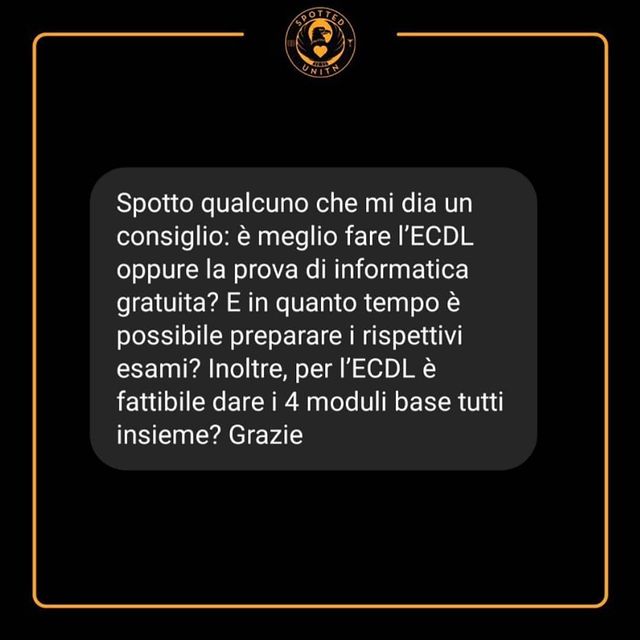 SPOTTED
UNITN
Spotto qualcuno che mi dia un
consiglio: è meglio fare l’ECDL
oppure la prova di informatica
gratuita? E in quanto tempo è
possibile preparare i rispettivi
esami? Inoltre, per l’ECDL è
fattibile dare i 4 moduli base tutti
insieme? Grazie